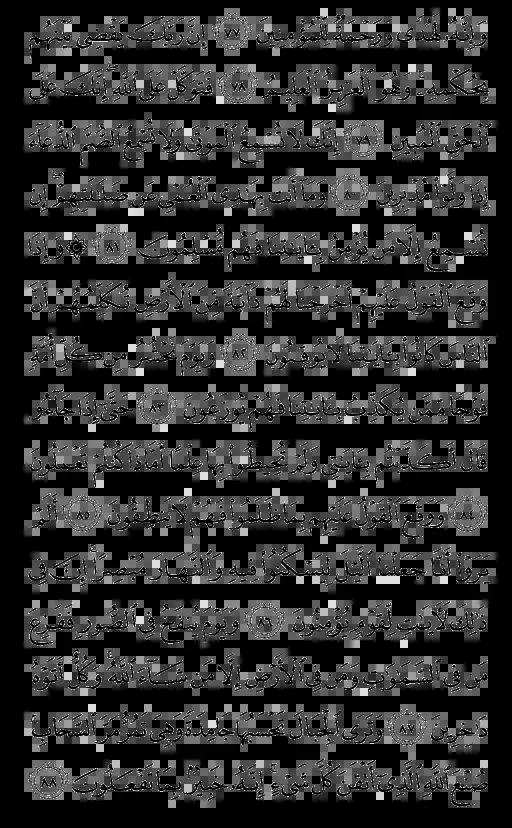 وَإِنَّهُۥ لَهُدًى وَرَحْمَةٌ لِّلْمُؤْمِنِينَ ٧٧ إِنَّ رَبَّكَ يَقْضِى بَيْنَهُم
بِحُكْمِهِۦ وَهُوَ ٱلْعَزِيزُ ٱلْعَلِيمُ ٧٨ فَتَوَكَّلْ عَلَى ٱللَّهِ إِنَّكَ عَلَى
ٱلْحَقِّ ٱلْمُبِينِ ٧٩ إِنَّكَ لَا تُسْمِعُ ٱلْمَوْتَىٰ وَلَا تُسْمِعُ ٱلصُّمَّ ٱلدُّعَآءَ
إِذَا وَلَّوْا۟ مُدْبِرِينَ ٨٠ وَمَآ أَنتَ بِهَٰدِى ٱلْعُمْىِ عَن ضَلَٰلَتِهِمْ إِن
تُسْمِعُ إِلَّا مَن يُؤْمِنُ بِـَٔايَٰتِنَا فَهُم مُّسْلِمُونَ ٨١ ۞ وَإِذَا
وَقَعَ ٱلْقَوْلُ عَلَيْهِمْ أَخْرَجْنَا لَهُمْ دَآبَّةً مِّنَ ٱلْأَرْضِ تُكَلِّمُهُمْ أَنَّ
ٱلنَّاسَ كَانُوا۟ بِـَٔايَٰتِنَا لَا يُوقِنُونَ ٨٢ وَيَوْمَ نَحْشُرُ مِن كُلِّ أُمَّةٍ
فَوْجًا مِّمَّن يُكَذِّبُ بِـَٔايَٰتِنَا فَهُمْ يُوزَعُونَ ٨٣ حَتَّىٰٓ إِذَا جَآءُو
قَالَ أَكَذَّبْتُم بِـَٔايَٰتِى وَلَمْ تُحِيطُوا۟ بِهَا عِلْمًا أَمَّاذَا كُنتُمْ تَعْمَلُونَ
٨٤ وَوَقَعَ ٱلْقَوْلُ عَلَيْهِم بِمَا ظَلَمُوا۟ فَهُمْ لَا يَنطِقُونَ ٨٥ أَلَمْ
يَرَوْا۟ أَنَّا جَعَلْنَا ٱلَّيْلَ لِيَسْكُنُوا۟ فِيهِ وَٱلنَّهَارَ مُبْصِرًا إِنَّ فِى
ذَٰلِكَ لَـَٔايَٰتٍ لِّقَوْمٍ يُؤْمِنُونَ ٨٦ وَيَوْمَ يُنفَخُ فِى ٱلصُّورِ فَفَزِعَ
مَن فِى ٱلسَّمَٰوَٰتِ وَمَن فِى ٱلْأَرْضِ إِلَّا مَن شَآءَ ٱللَّهُ وَكُلٌّ أَتَوْهُ
دَٰخِرِينَ ٨٧ وَتَرَى ٱلْجِبَالَ تَحْسَبُهَا جَامِدَةً وَهِىَ تَمُرُّ مَرَّ ٱلسَّحَابِ
صُنْعَ ٱللَّهِ ٱلَّذِىٓ أَتْقَنَ كُلَّ شَىْءٍ إِنَّهُۥ خَبِيرٌۢ بِمَا تَفْعَلُونَ ٨٨